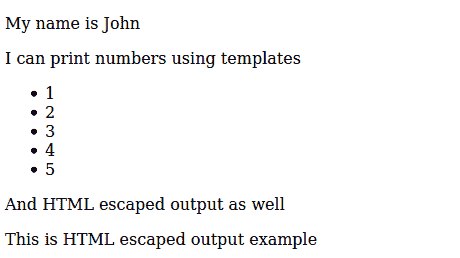 My name is John
I can print numbers using templates
• 1
• 2
• 3
• 4
• 5
And HTML escaped output as well
This is HTML escaped output example